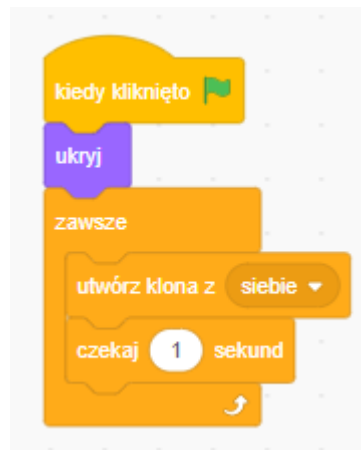 kiedy kliknięto
ukryj
zawsze
utwórz klona z siebie
czekaj 1 sekund